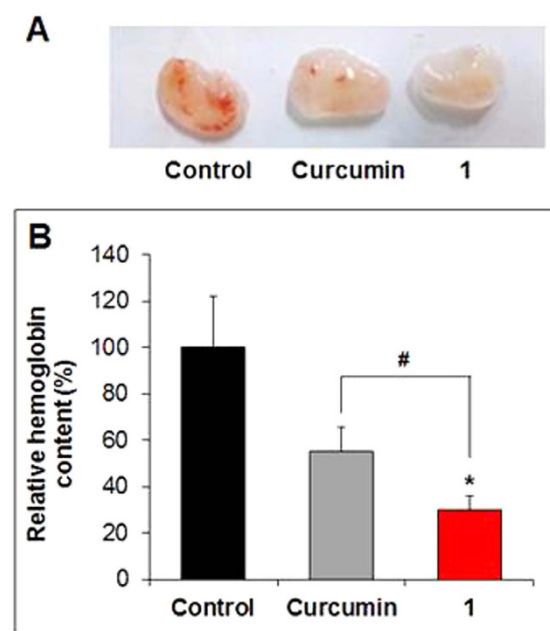 A
Control Curcumin 1
B
Relative hemoglobin
content (%)
140
120
100
80
60
40
20
0
#
*
Control Curcumin 1